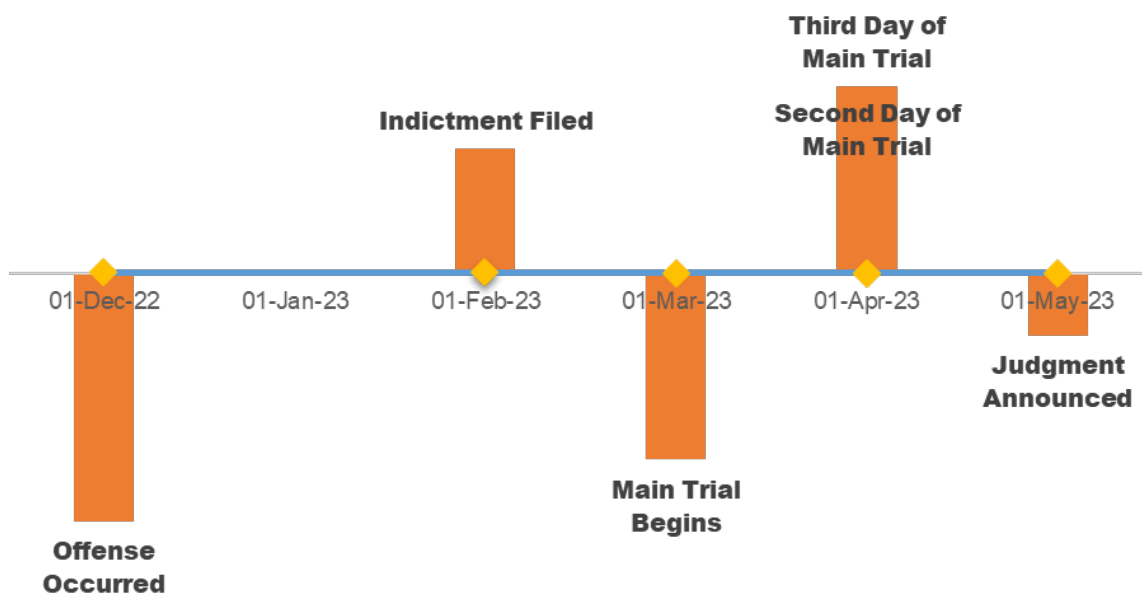 Third Day of
Main Trial
Second Day of
Main Trial
Indictment Filed
01-Dec-22 01-Jan-23 01-Feb-23 01-Mar-23 01-Apr-23 01-May-23
Judgment
Announced
Main Trial
Begins
Offense
Occurred